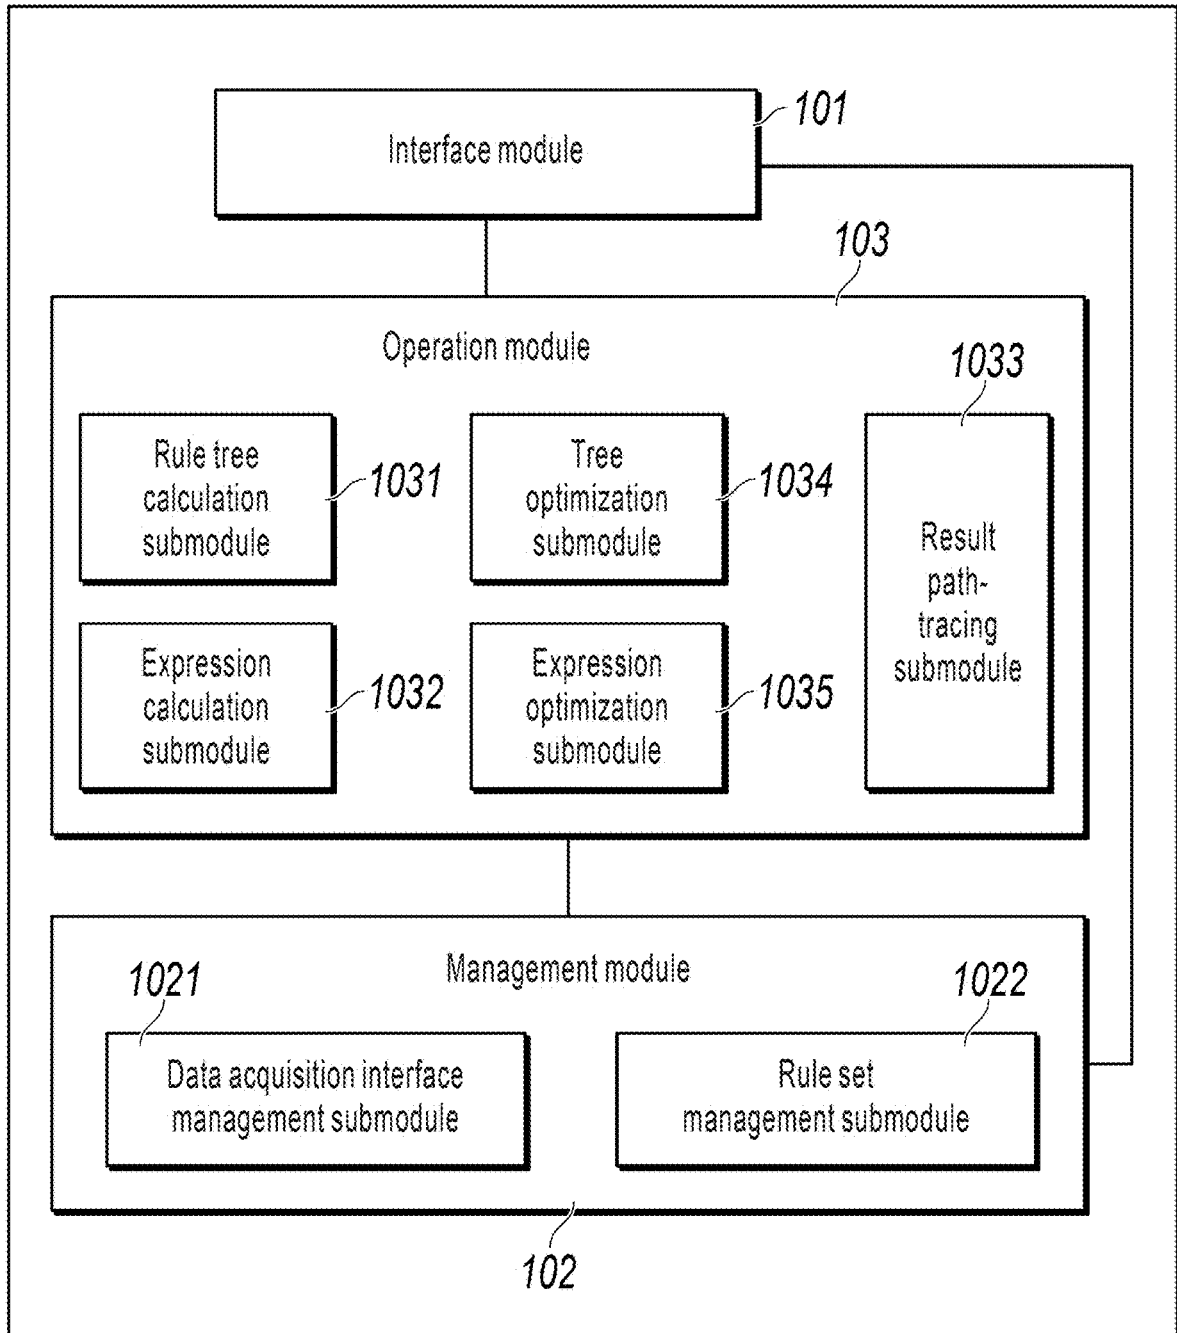 101
Interface module
103
Operation module
1033
Rule tree
calculation
submodule
1031
Tree
optimization
submodule
1034
Result
path-
tracing
submodule
Expression
calculation
submodule
1032
Expression
optimization
submodule
1035
Management module
1021
1022
Data acquisition interface
management submodule
Rule set
management submodule
102